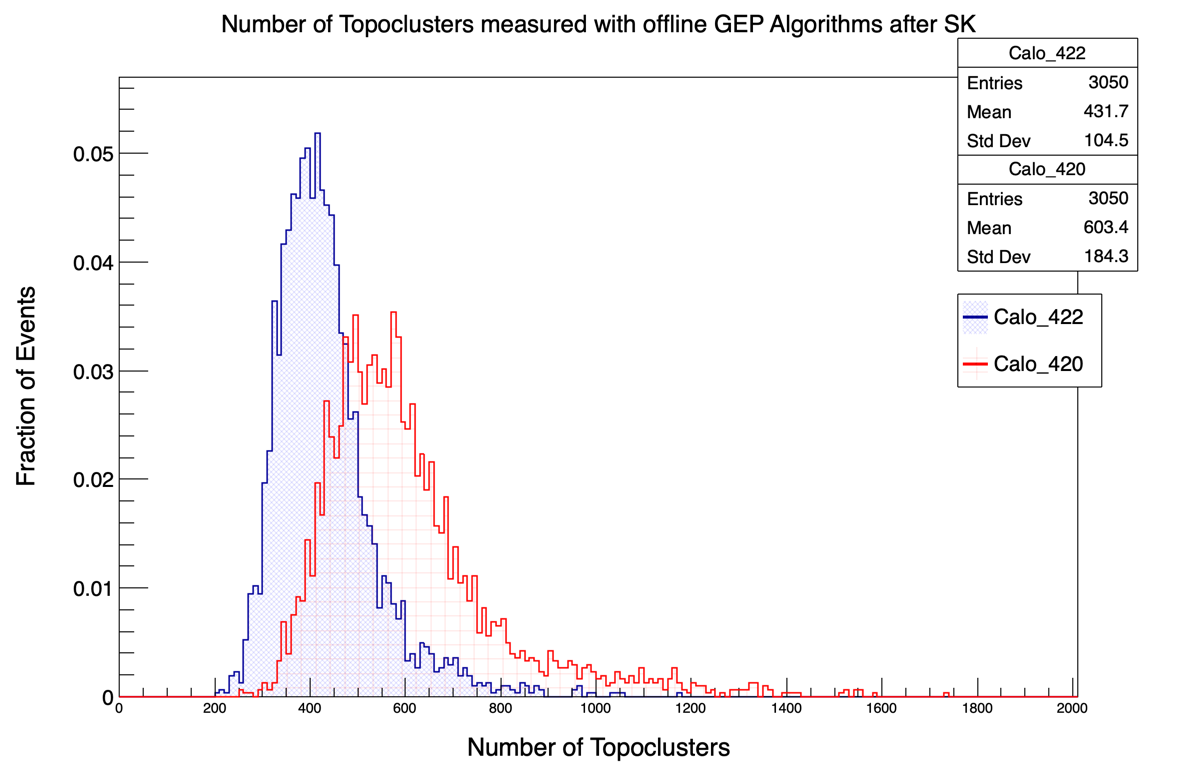 Number of Topoclusters measured with offline GEP Algorithms after SK
Calo_422
Entries 3050
Mean 431.7
Std Dev 104.5
Calo_420
Entries 3050
Mean 603.4
Std Dev 184.3
Calo_422
Calo_420
Fraction of Events
0.05
0.04
0.03
0.02
0.01
0
0 200 400 600 800 1000 1200 1400 1600 1800 2000
Number of Topoclusters